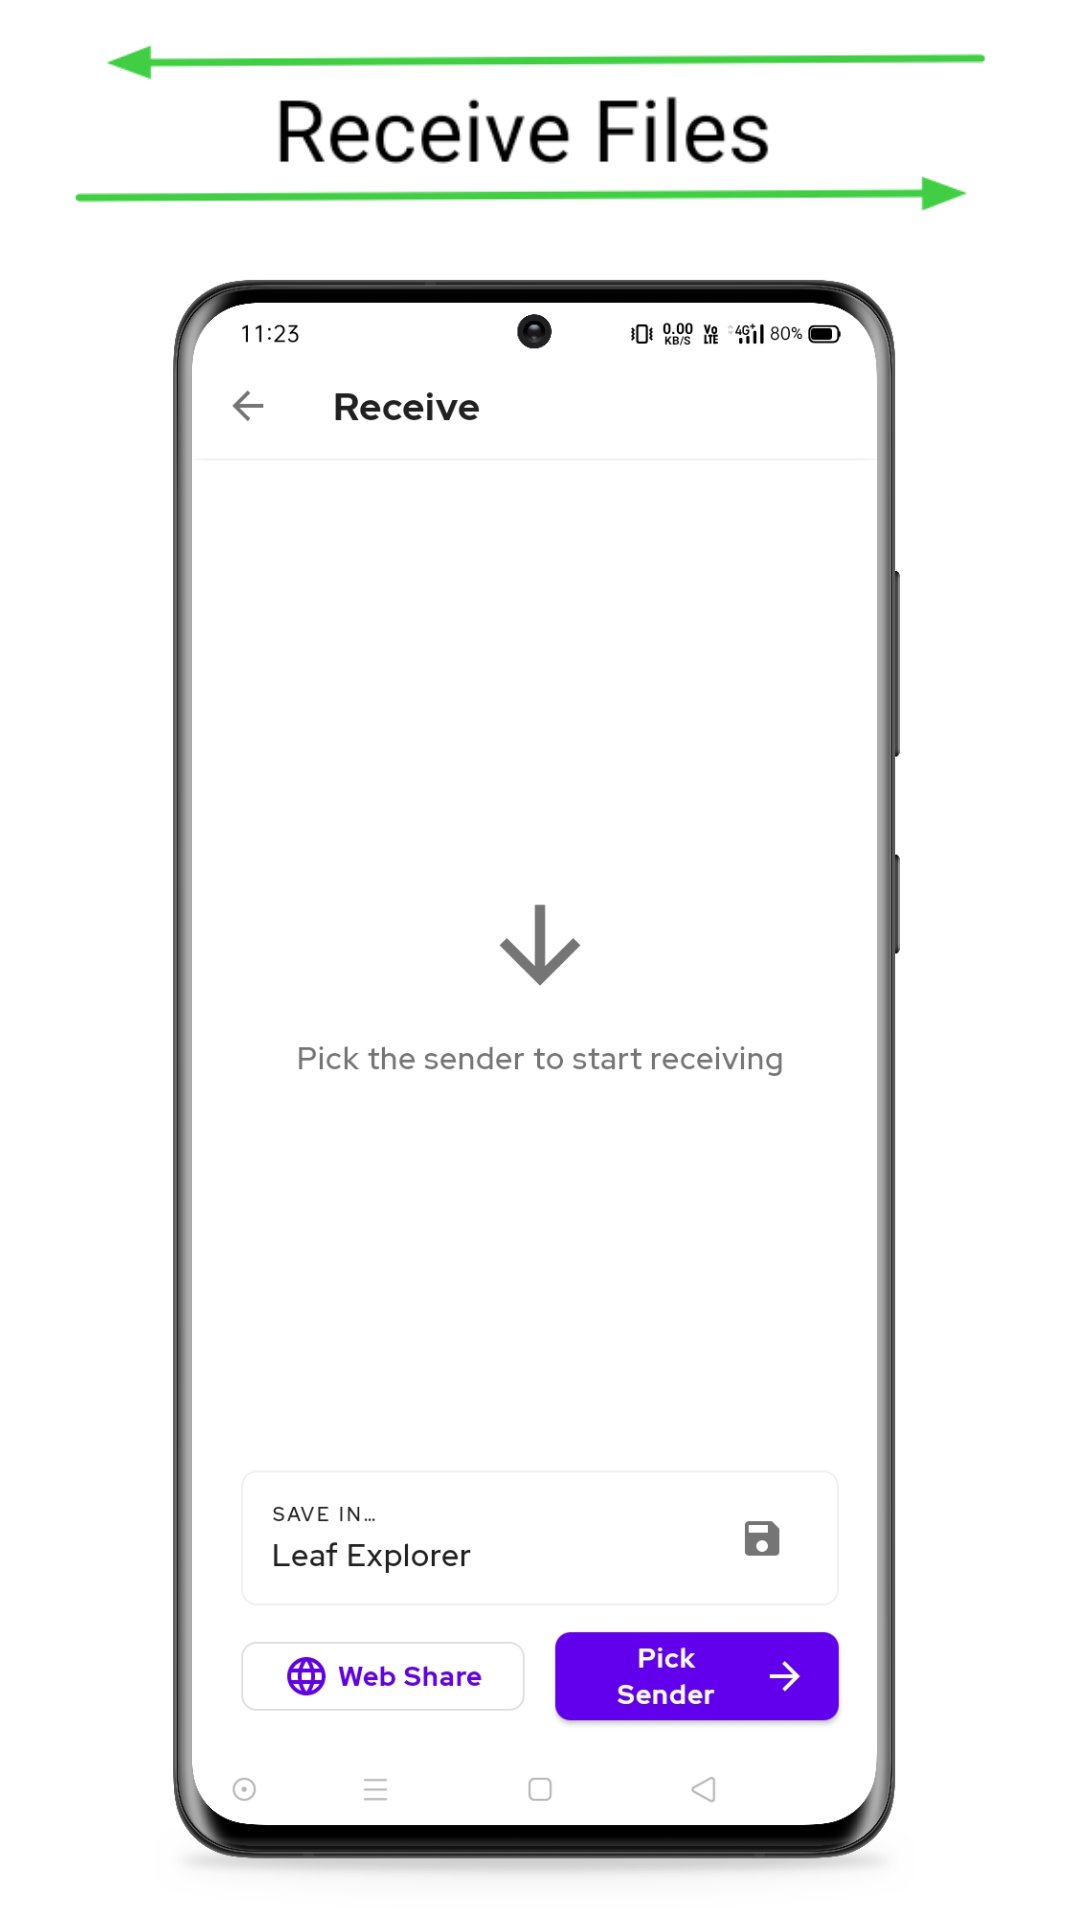 Receive Files
11:23
0.00 KB/S Vo LTE 4G+ 80%
Receive
Pick the sender to start receiving
SAVE IN...
Leaf Explorer
Web Share
Pick
Sender